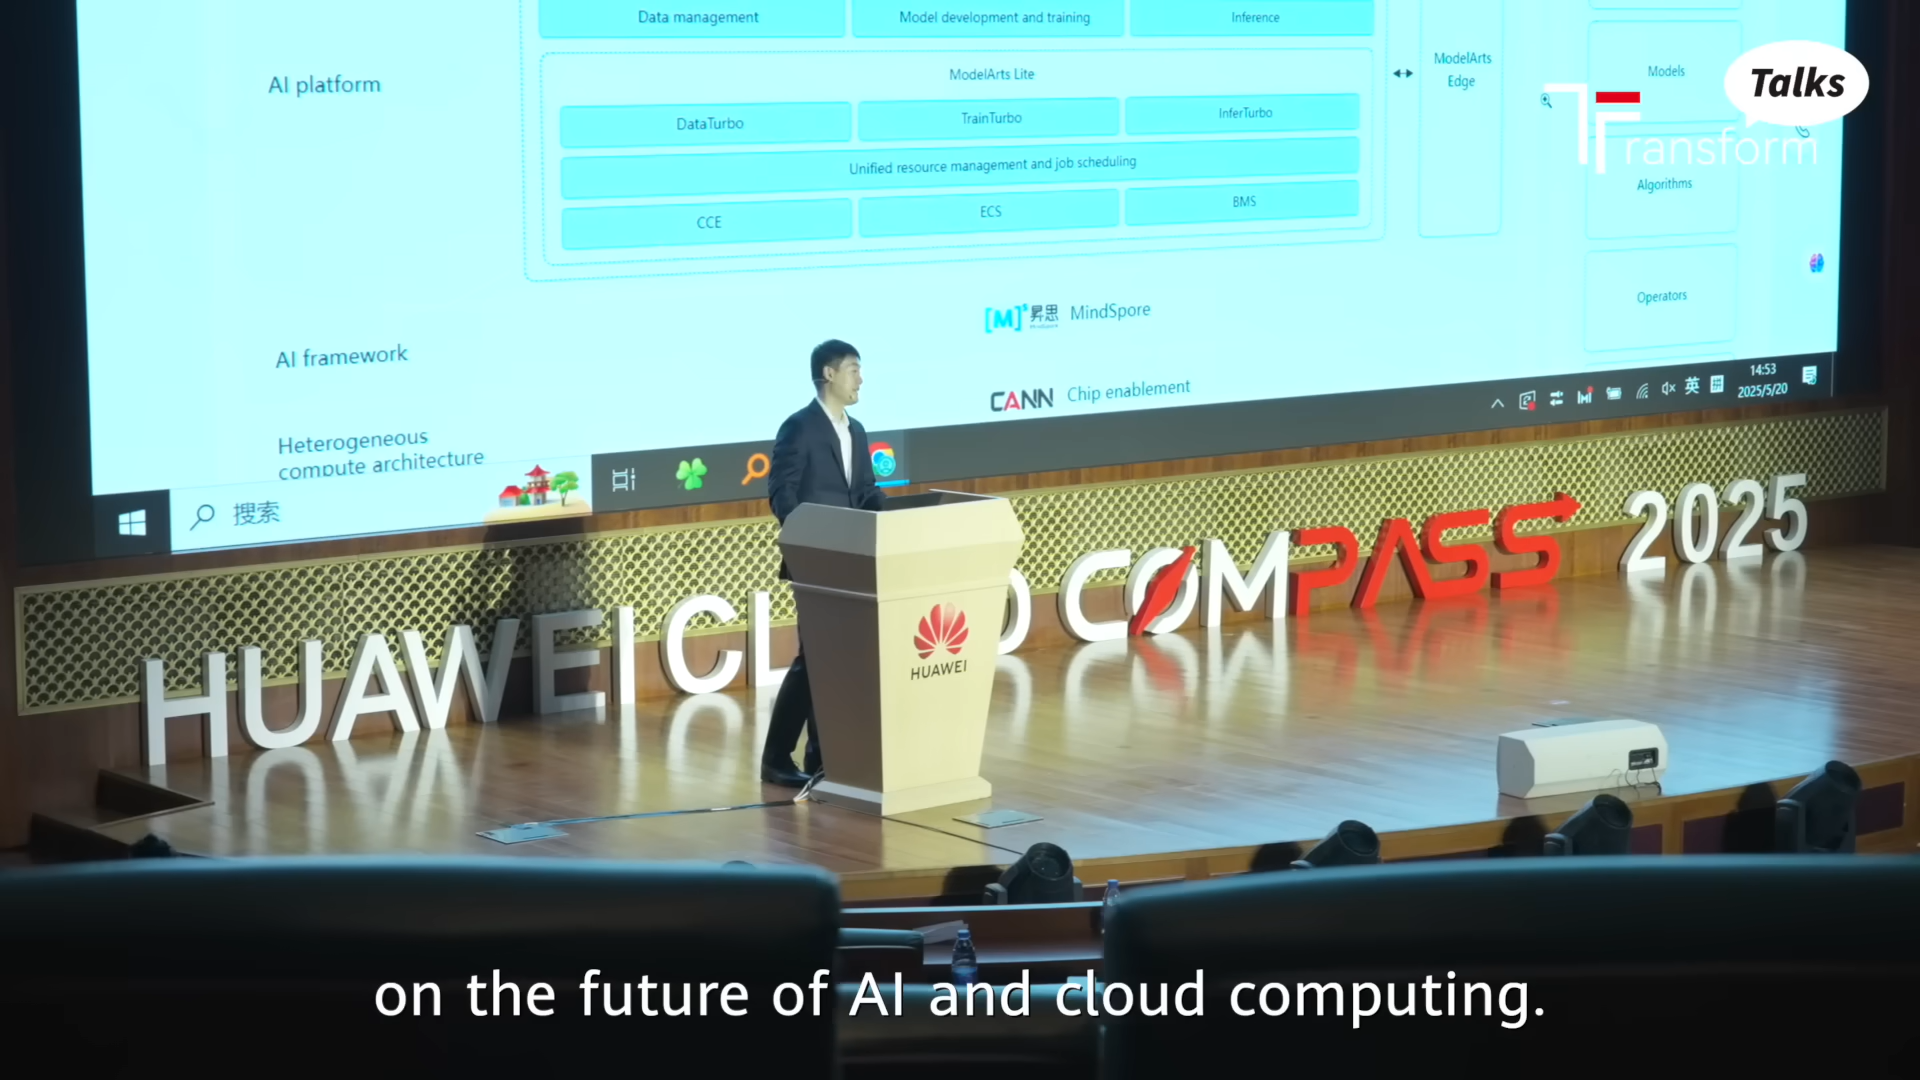 Data management
Model development and training
Inference
AI platform
ModelArts Lite
ModelArts
Edge
Models
Talks
Transform
DataTurbo
TrainTurbo
InferTurbo
Unified resource management and job scheduling
Algorithms
CCE
ECS
BMS
Operators
[M]s 昇思 MindSpore
AI framework
CANN Chip enablement
Heterogeneous
compute architecture
搜索
英
拼
14:53
2025/5/20
HUAWEI CL D COMPASS 2025
HUAWEI
on the future of AI and cloud computing.